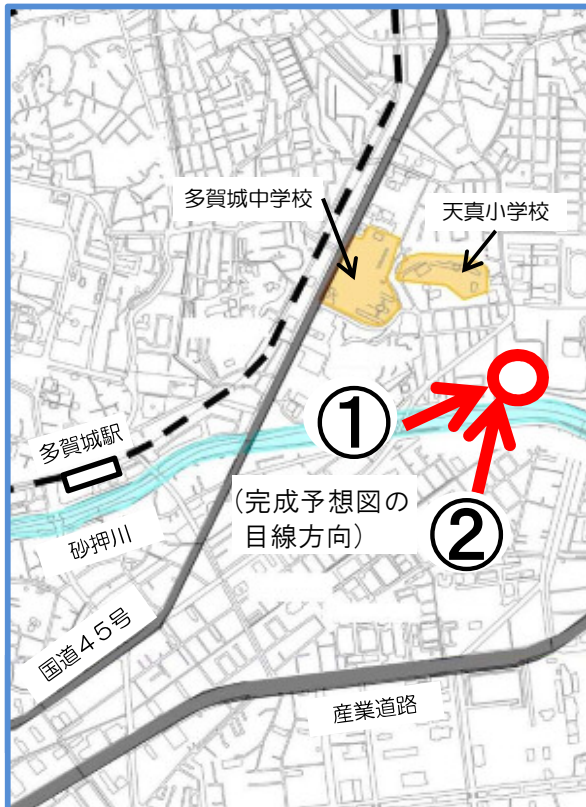 多賀城中学校
天真小学校
①
多賀城駅
(完成予想図の
目線方向)
②
砂押川
国道45号
産業道路